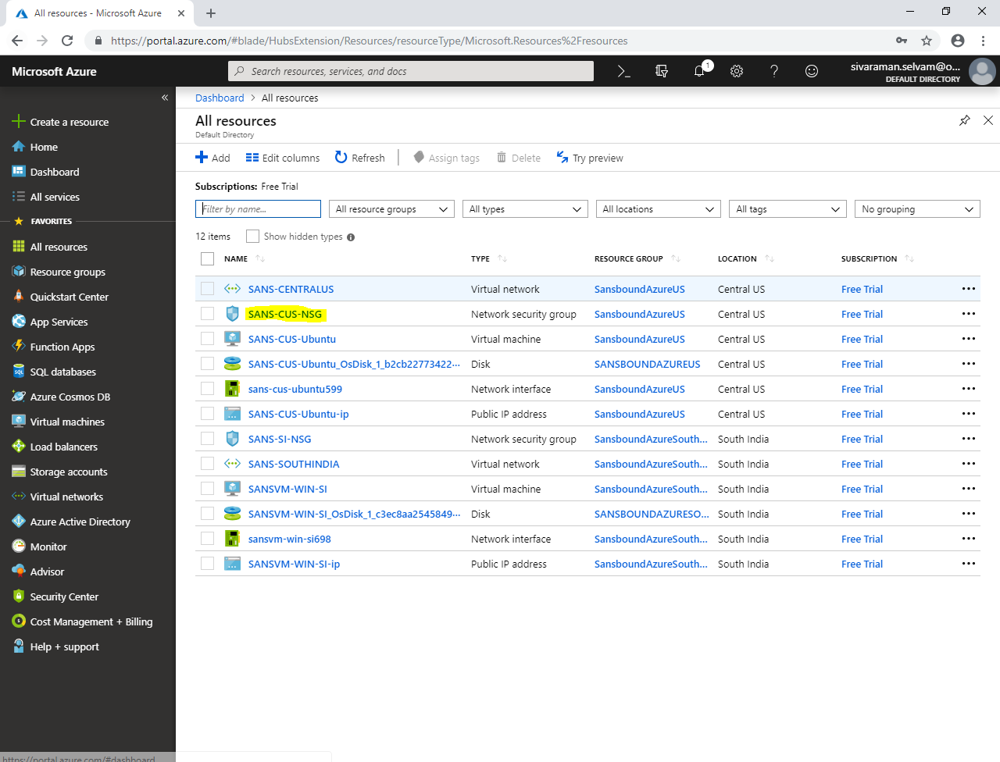 All resources - Microsoft Azure
https://portal.azure.com/#blade/HubsExtension/Resources/resourceType/Microsoft.Resources%2Fresources
Microsoft Azure
Search resources, services, and docs
1
sivaraman.selvam@o...
DEFAULT DIRECTORY
Create a resource
Home
Dashboard
All services
FAVORITES
All resources
Resource groups
Quickstart Center
App Services
Function Apps
SQL databases
Azure Cosmos DB
Virtual machines
Load balancers
Storage accounts
Virtual networks
Azure Active Directory
Monitor
Advisor
Security Center
Cost Management + Billing
Help + support
https://portal.azure.com/#dashboard
Dashboard > All resources
All resources
Default Directory
Add Edit columns Refresh Assign tags Delete Try preview
Subscriptions: Free Trial
Filter by name... All resource groups All types All locations All tags No grouping
12 items Show hidden types
NAME TYPE RESOURCE GROUP LOCATION SUBSCRIPTION
SANS-CENTRALUS Virtual network SansboundAzureUS Central US Free Trial
SANS-CUS-NSG Network security group SansboundAzureUS Central US Free Trial
SANS-CUS-Ubuntu Virtual machine SansboundAzureUS Central US Free Trial
SANS-CUS-Ubuntu_OsDisk_1_b2cb22773422... Disk SANSBOUNDAZUREUS Central US Free Trial
sans-cus-ubuntu599 Network interface SansboundAzureUS Central US Free Trial
SANS-CUS-Ubuntu-ip Public IP address SansboundAzureUS Central US Free Trial
SANS-SI-NSG Network security group SansboundAzureSouth... South India Free Trial
SANS-SOUTHINDIA Virtual network SansboundAzureSouth... South India Free Trial
SANSVM-WIN-SI Virtual machine SansboundAzureSouth... South India Free Trial
SANSVM-WIN-SI_OsDisk_1_c3ec8aa2545849... Disk SANSBOUNDAZURESO... South India Free Trial
sansvm-win-si698 Network interface SansboundAzureSouth... South India Free Trial
SANSVM-WIN-SI-ip Public IP address SansboundAzureSouth... South India Free Trial